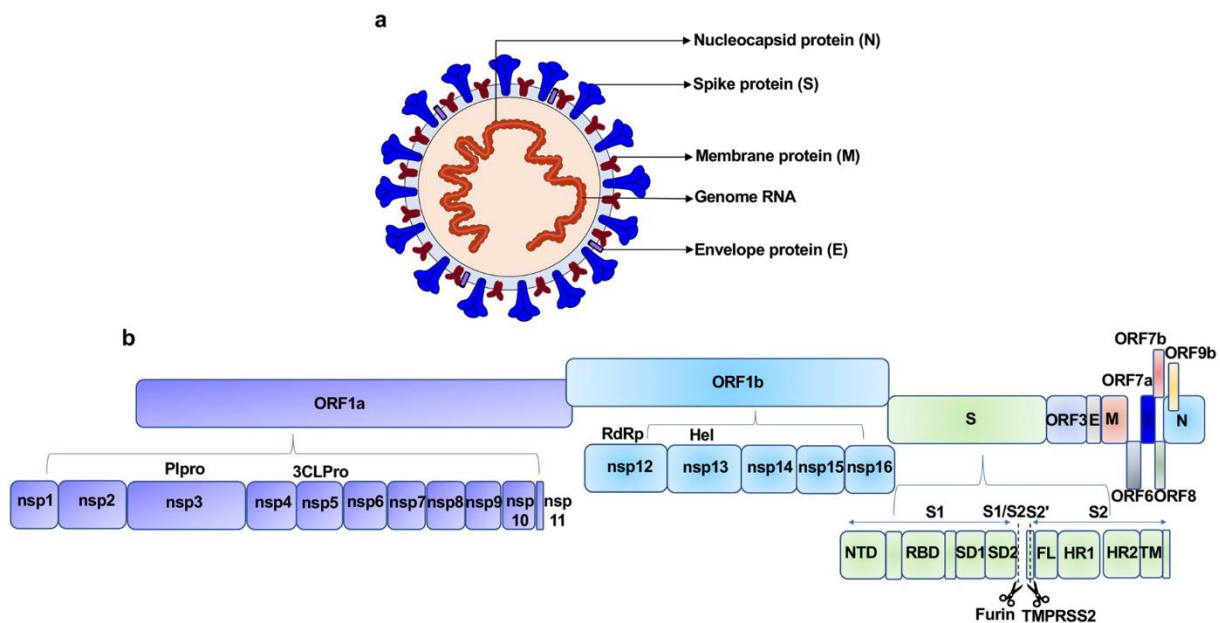 a
Nucleocapsid protein (N)
Spike protein (S)
Membrane protein (M)
Genome RNA
Envelope protein (E)
b
ORF7b
ORF9b
ORF1a
ORF1b
ORF7a
S
ORF3
E
M
N
ORF6
ORF8
Plpro
3CLPro
nsp1
nsp2
nsp3
nsp4
nsp5
nsp6
nsp7
nsp8
nsp9
nsp
10
nsp
11
RdRp
Hel
nsp12
nsp13
nsp14
nsp15
nsp16
S1
S1/S2
S2'
S2
NTD
RBD
SD1
SD2
FL
HR1
HR2
TM
Furin
TMPRSS2